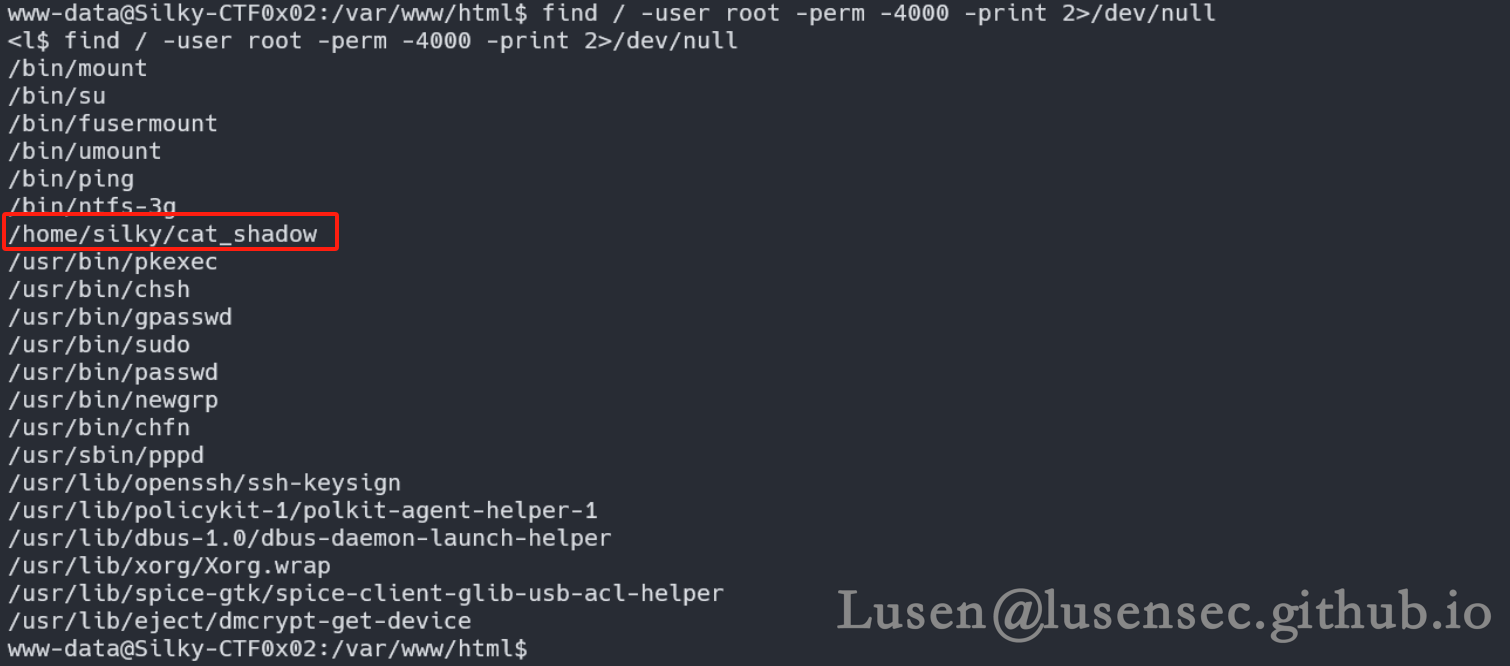 www-data@Silky-CTF0x02:/var/www/html$ find / -user root -perm -4000 -print 2>/dev/null
<l$ find / -user root -perm -4000 -print 2>/dev/null
/bin/mount
/bin/su
/bin/fusermount
/bin/umount
/bin/ping
/bin/ntfs-3g
/home/silky/cat_shadow
/usr/bin/pkexec
/usr/bin/chsh
/usr/bin/gpasswd
/usr/bin/sudo
/usr/bin/passwd
/usr/bin/newgrp
/usr/bin/chfn
/usr/sbin/pppd
/usr/lib/openssh/ssh-keysign
/usr/lib/policykit-1/polkit-agent-helper-1
/usr/lib/dbus-1.0/dbus-daemon-launch-helper
/usr/lib/xorg/Xorg.wrap
/usr/lib/spice-gtk/spice-client-glib-usb-acl-helper
/usr/lib/eject/dmcrypt-get-device
www-data@Silky-CTF0x02:/var/www/html$
Lusen@lusensec.github.io